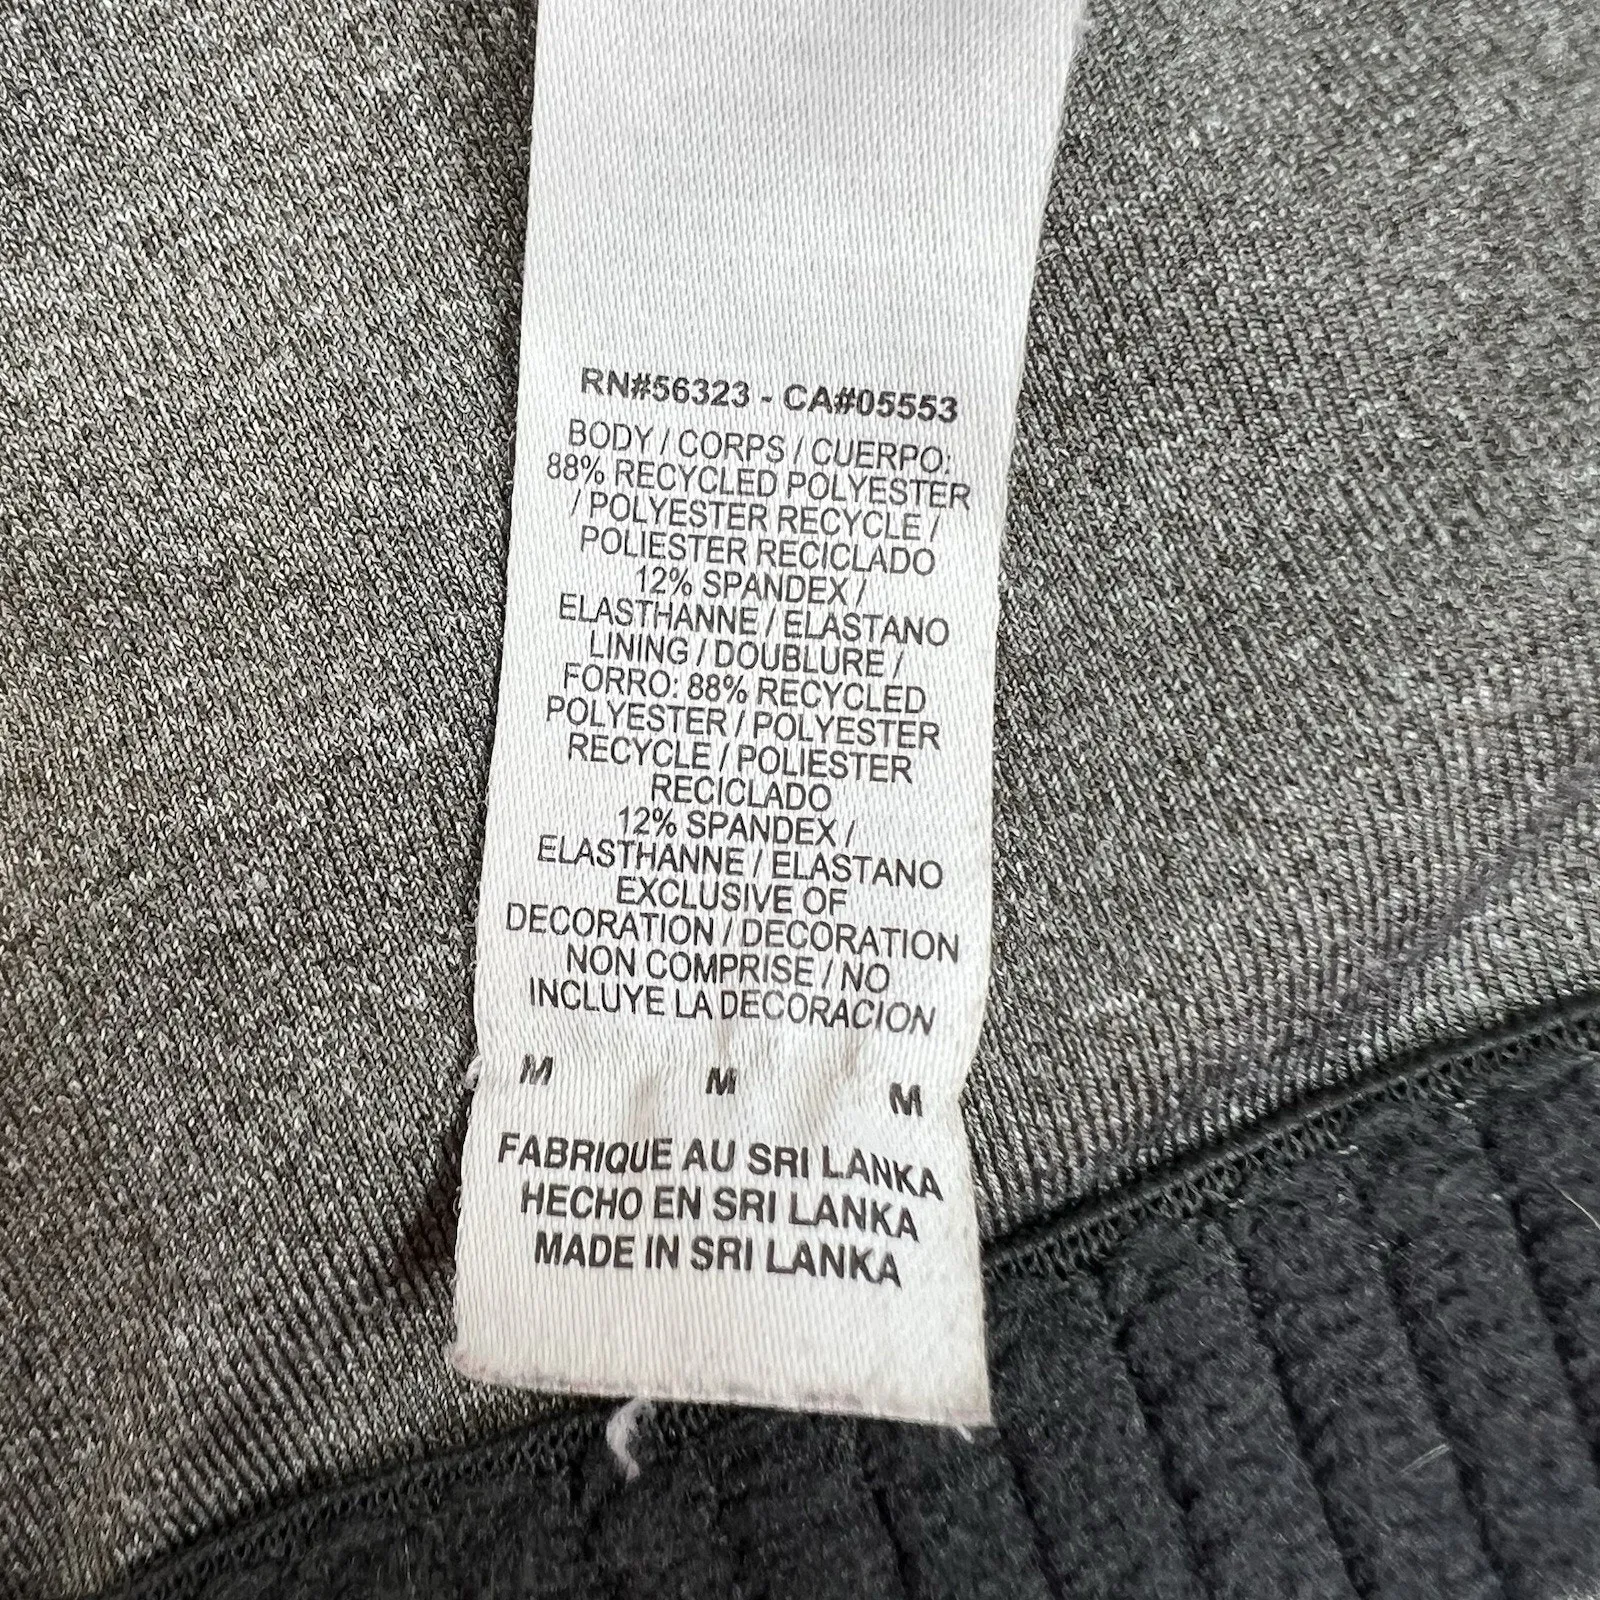 RN#56323 - CA#05553
BODY / CORPS / CUERPO:
88% RECYCLED POLYESTER
/ POLYESTER RECYCLE /
POLIESTER RECICLADO
12% SPANDEX /
ELASTHANNE / ELASTANO
LINING / DOUBLURE /
FORRO: 88% RECYCLED
POLYESTER / POLYESTER
RECYCLE / POLIESTER
RECICLADO
12% SPANDEX /
ELASTHANNE / ELASTANO
EXCLUSIVE OF
DECORATION / DECORATION
NON COMPRISE / NO
INCLUYE LA DECORACION
M M M
FABRIQUE AU SRI LANKA
HECHO EN SRI LANKA
MADE IN SRI LANKA